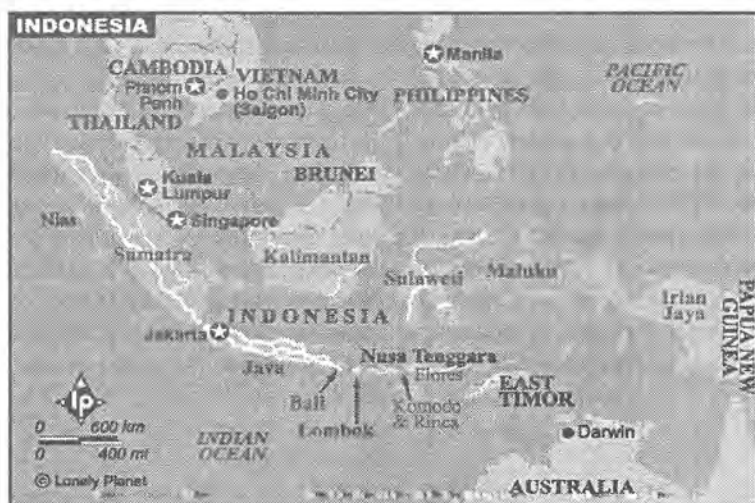 INDONESIA
CAMBODIA
Phnom
Penh
VIETNAM
Ho Chi Minh City
(Saigon)
THAILAND
Manila
PHILIPPINES
PACIFIC
OCEAN
MALAYSIA
BRUNEI
Kuala
Lumpur
Singapore
Nias
Sumatra
Kalimantan
Sulawesi
Maluku
Irian
Jaya
PAPUA NEW
GUINEA
INDONESIA
Jakarta
Java
Nusa Tenggara
Flores
Bali
Lombok
Komodo
& Rinca
EAST
TIMOR
lp
0 600 km
0 400 mi
INDIAN
OCEAN
Darwin
© Lonely Planet
AUSTRALIA